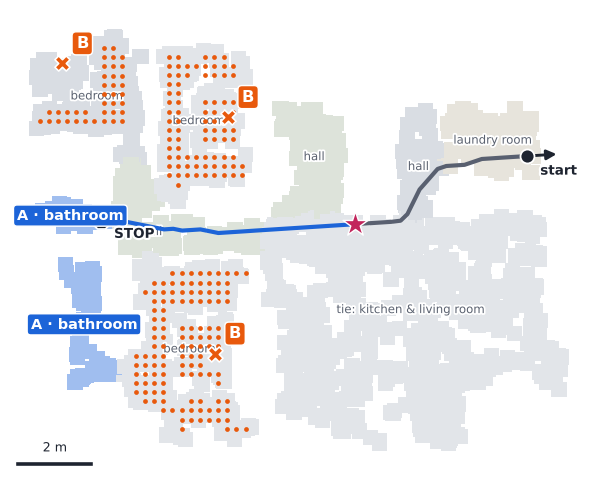 B
bedroom
B
bedroom
hall
laundry room
hall
start
A · bathroom
STOP
tie: kitchen & living room
A · bathroom
B
bedroom
2 m